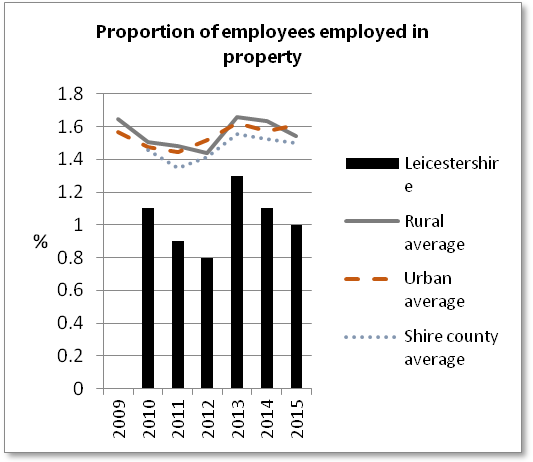 Proportion of employees employed in
property
1.8
1.6
1.4
1.2
1
0.8
0.6
0.4
0.2
0
%
2009
2010
2011
2012
2013
2014
2015
Leicestershir
e
Rural
average
Urban
average
Shire county
average